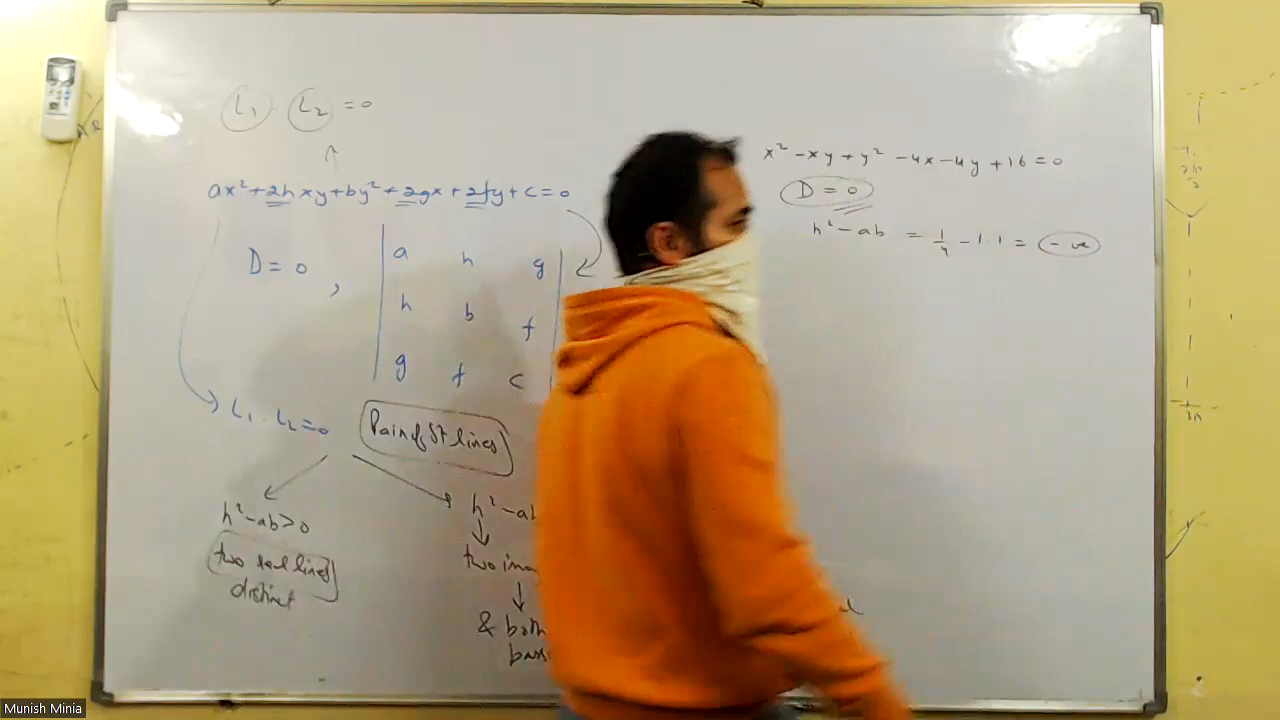 L₁ · L₂ = 0
ax² + 2hxy + by² + 2gx + 2fy + c = 0
D = 0 ,
a h g
h b f
g f c
L₁ · L₂ = 0
Pair of St lines
h² - ab > 0
two real lines
distinct
h² - ab
two
& both
x² - xy + y² - 4x - 4y + 16 = 0
D = 0
h² - ab = 1/4 - 1·1 = -ve
Munish Minia